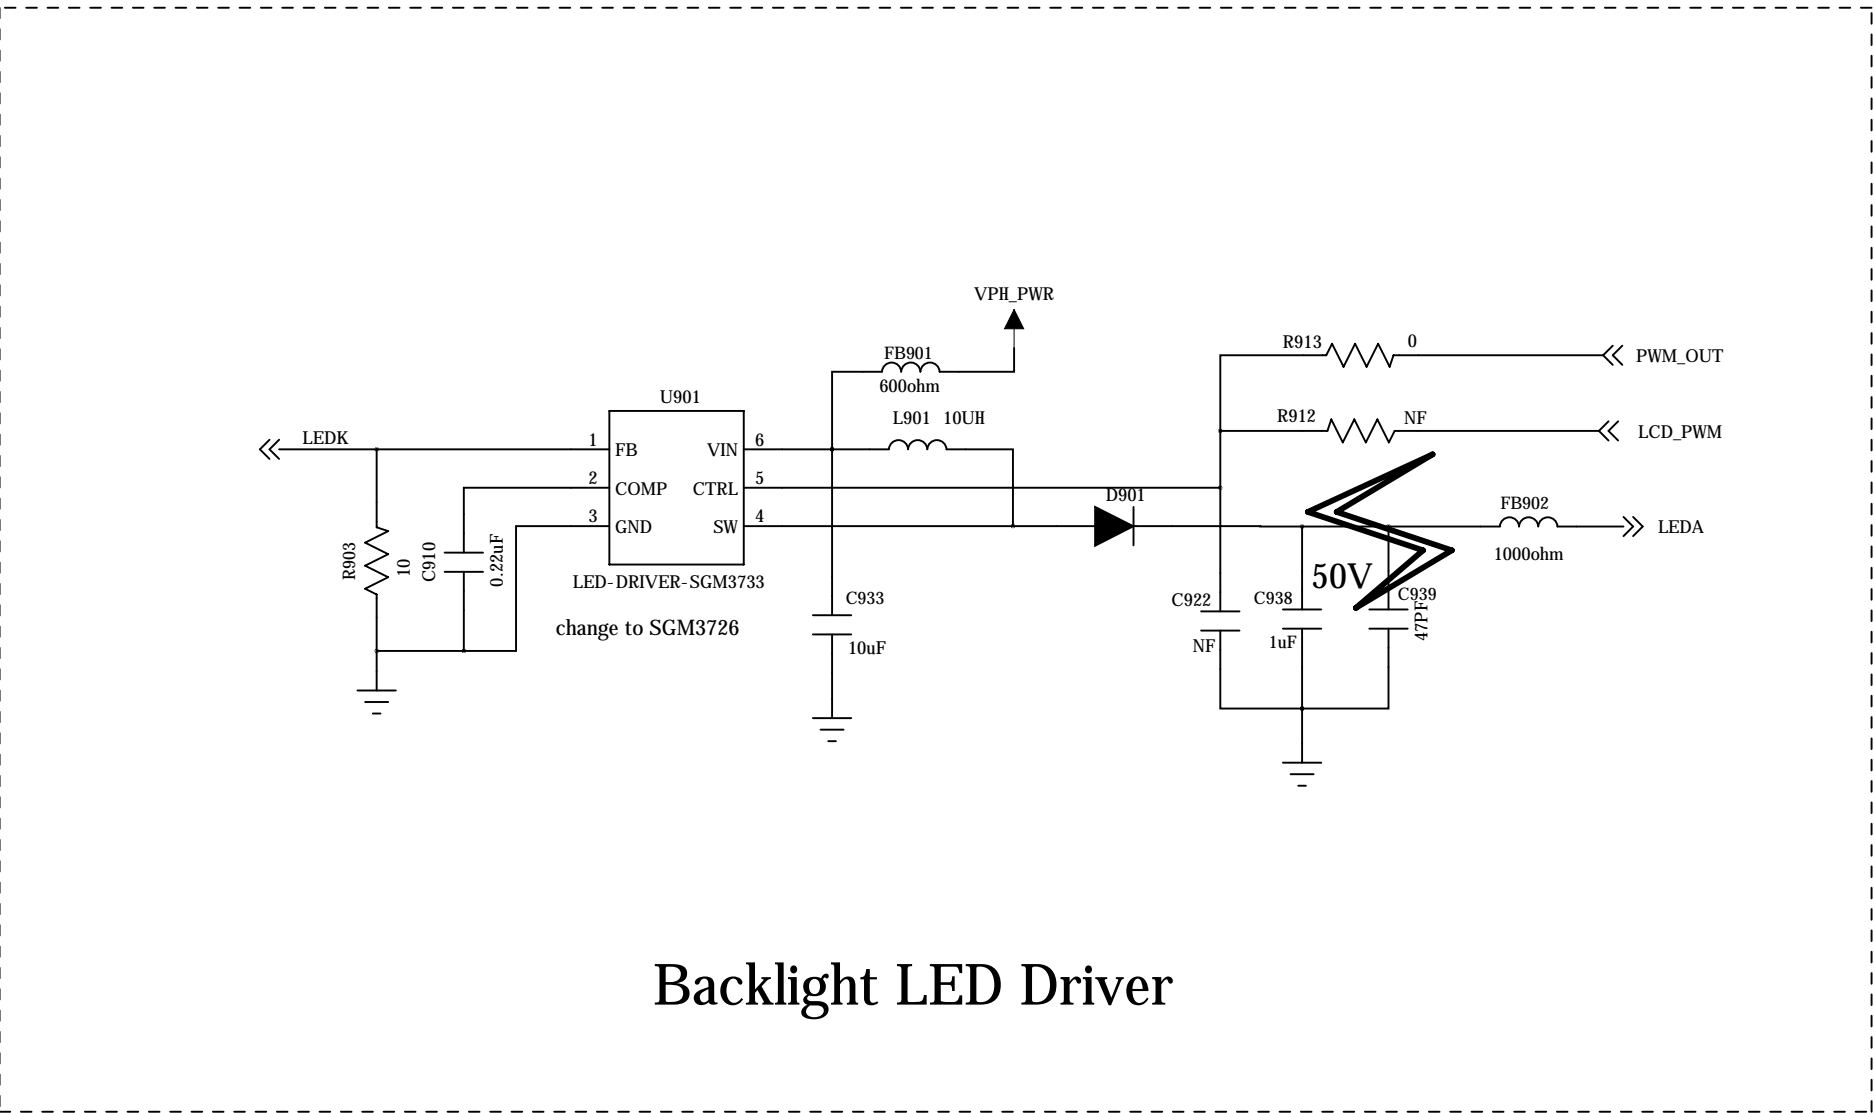 VPH_PWR
FB901
600ohm
R913 0
PWM_OUT
U901
L901 10UH
R912 NF
LCD_PWM
LEDK
1 FB
VIN 6
2 COMP
CTRL 5
3 GND
SW 4
D901
FB902
LEDA
1000ohm
R903
10
C910
0.22uF
LED-DRIVER-SGM3733
change to SGM3726
C933
10uF
C922
NF
C938
1uF
50V
C939
47PF
Backlight LED Driver